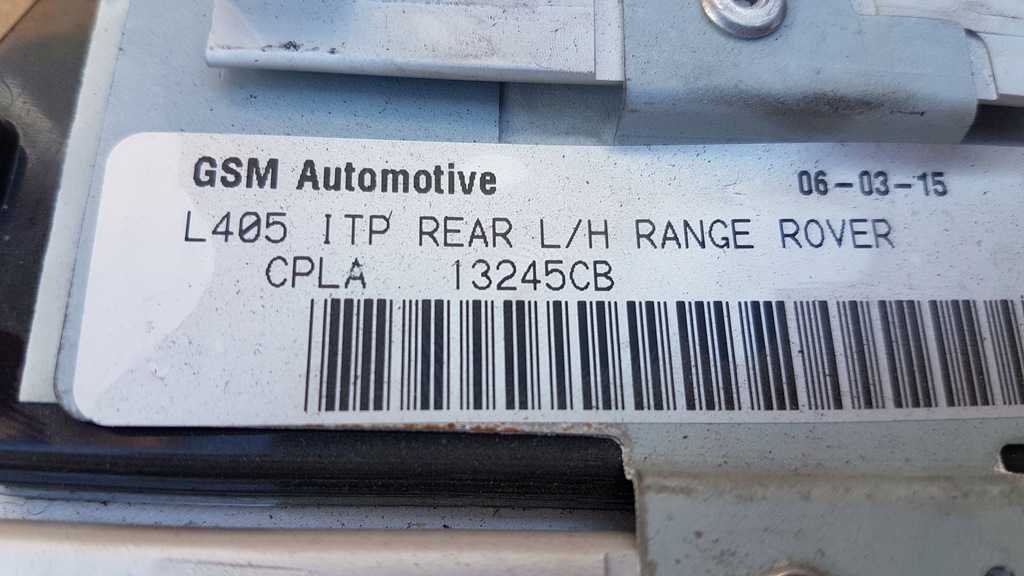 GSM Automotive 06-03-15
L405 ITP REAR L/H RANGE ROVER
CPLA 13245CB